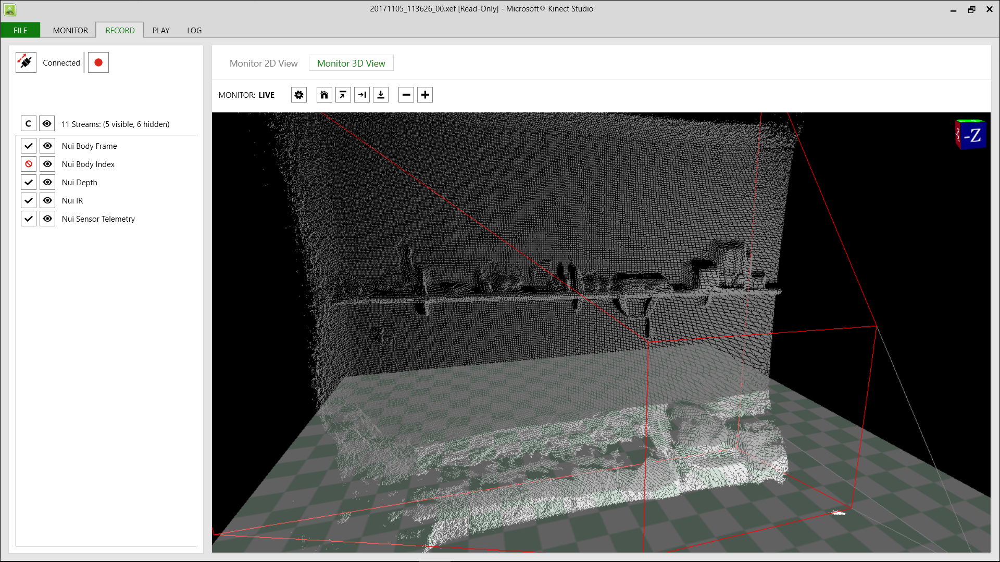 20171105_113626_00.xef [Read-Only] - Microsoft® Kinect Studio
FILE MONITOR RECORD PLAY LOG
Connected
Monitor 2D View Monitor 3D View
MONITOR: LIVE
C 11 Streams: (5 visible, 6 hidden)
Nui Body Frame
Nui Body Index
Nui Depth
Nui IR
Nui Sensor Telemetry
-Z